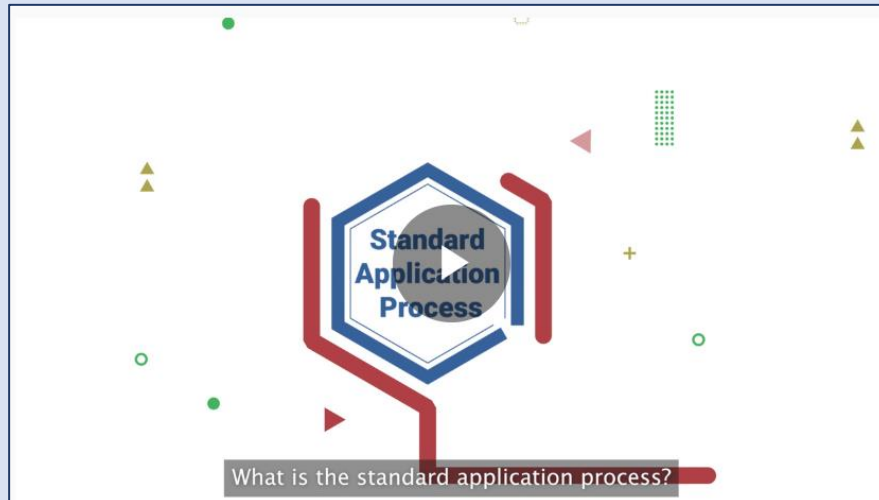 Standard
Application
Process
What is the standard application process?